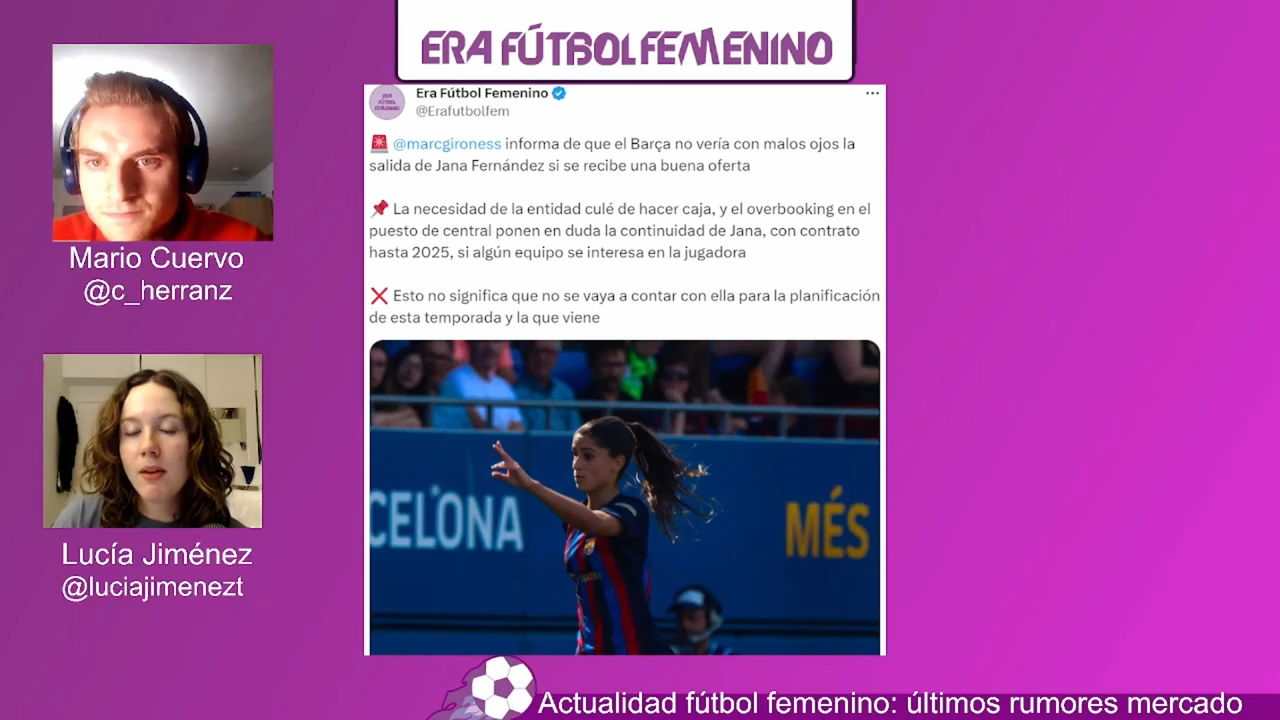 ERA FÚTBOL FEMENINO
Era Fútbol Femenino
@Erafutbolfem
@marcgironess informa de que el Barça no vería con malos ojos la
salida de Jana Fernández si se recibe una buena oferta
La necesidad de la entidad culé de hacer caja, y el overbooking en el
puesto de central ponen en duda la continuidad de Jana, con contrato
hasta 2025, si algún equipo se interesa en la jugadora
Esto no significa que no se vaya a contar con ella para la planificación
de esta temporada y la que viene
CELONA
MÉS
Mario Cuervo
@c_herranz
Lucía Jiménez
@luciajimenezt
Actualidad fútbol femenino: últimos rumores mercado